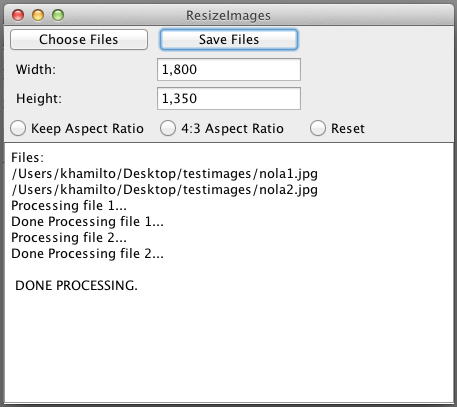 ResizeImages
Choose Files Save Files
Width: 1,800
Height: 1,350
Keep Aspect Ratio 4:3 Aspect Ratio Reset
Files:
/Users/khamilto/Desktop/testimages/nola1.jpg
/Users/khamilto/Desktop/testimages/nola2.jpg
Processing file 1...
Done Processing file 1...
Processing file 2...
Done Processing file 2...
DONE PROCESSING.